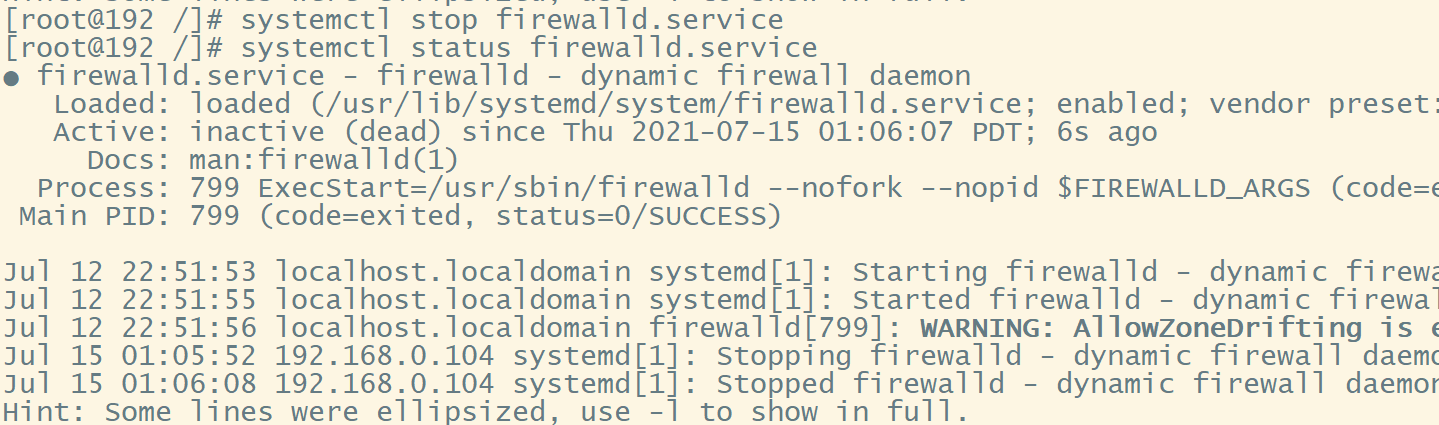 [root@192 /]# systemctl stop firewalld.service
[root@192 /]# systemctl status firewalld.service
● firewalld.service - firewalld - dynamic firewall daemon
   Loaded: loaded (/usr/lib/systemd/system/firewalld.service; enabled; vendor preset:
   Active: inactive (dead) since Thu 2021-07-15 01:06:07 PDT; 6s ago
     Docs: man:firewalld(1)
  Process: 799 ExecStart=/usr/sbin/firewalld --nofork --nopid $FIREWALLD_ARGS (code=e
 Main PID: 799 (code=exited, status=0/SUCCESS)

Jul 12 22:51:53 localhost.localdomain systemd[1]: Starting firewalld - dynamic firewa
Jul 12 22:51:55 localhost.localdomain systemd[1]: Started firewalld - dynamic firewal
Jul 12 22:51:56 localhost.localdomain firewalld[799]: WARNING: AllowZoneDrifting is e
Jul 15 01:05:52 192.168.0.104 systemd[1]: Stopping firewalld - dynamic firewall daemo
Jul 15 01:06:08 192.168.0.104 systemd[1]: Stopped firewalld - dynamic firewall daemon
Hint: Some lines were ellipsized, use -l to show in full.